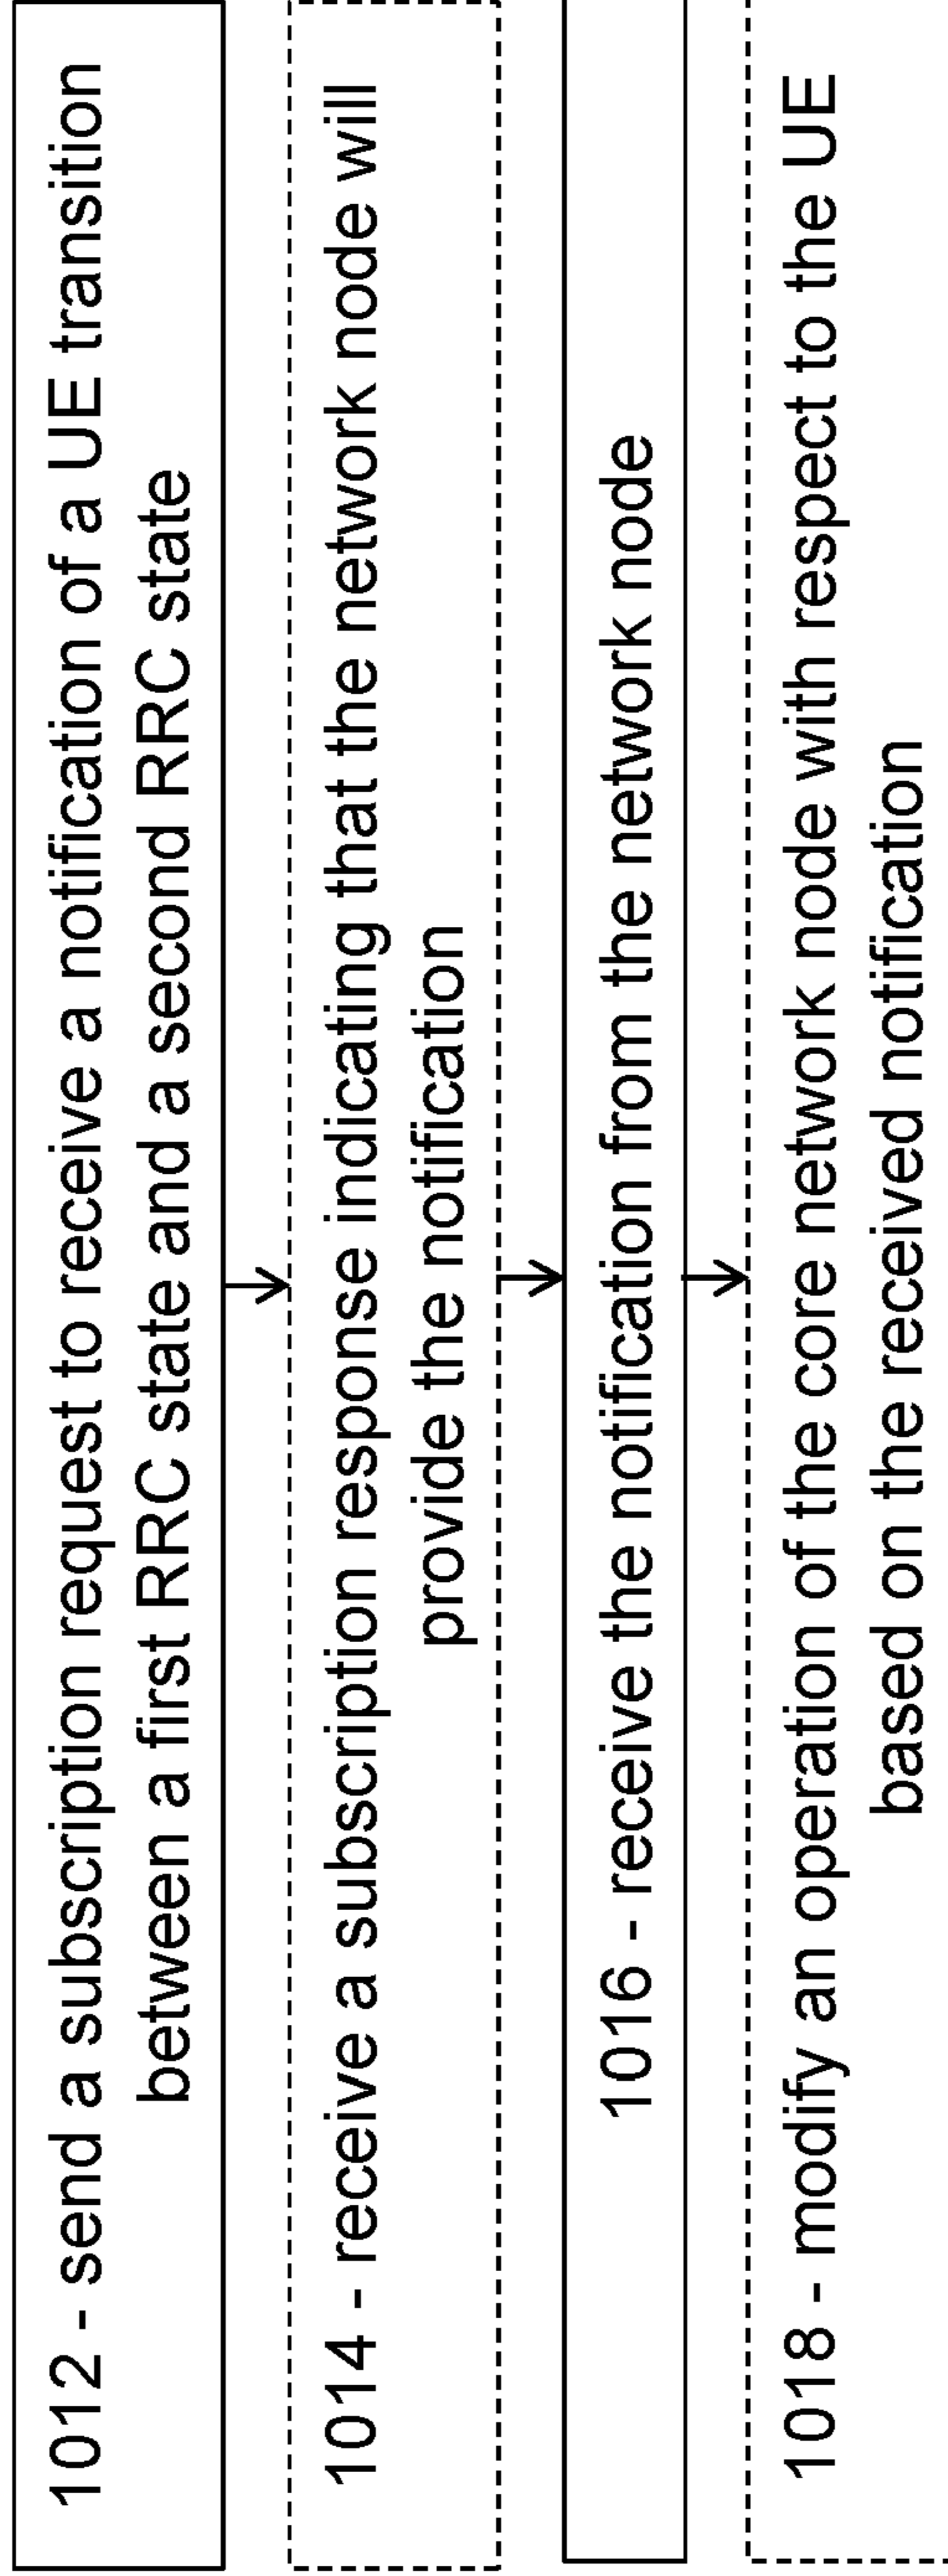 1012 - send a subscription request to receive a notification of a UE transition
between a first RRC state and a second RRC state
1014 - receive a subscription response indicating that the network node will
provide the notification
1016 - receive the notification from the network node
1018 - modify an operation of the core network node with respect to the UE
based on the received notification